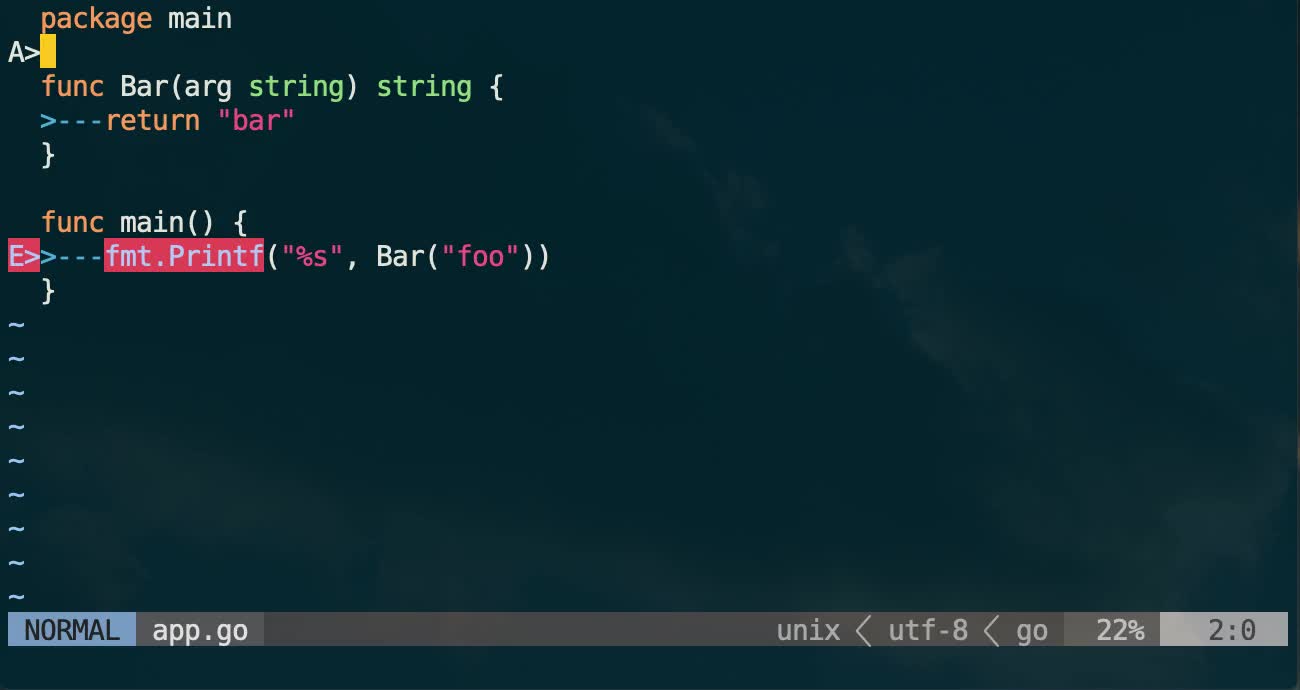 package main
A>
func Bar(arg string) string {
>---return "bar"
}
func main() {
E>>---fmt.Printf("%s", Bar("foo"))
}
~
~
~
~
~
~
~
~
~
NORMAL app.go unix < utf-8 < go 22% 2:0